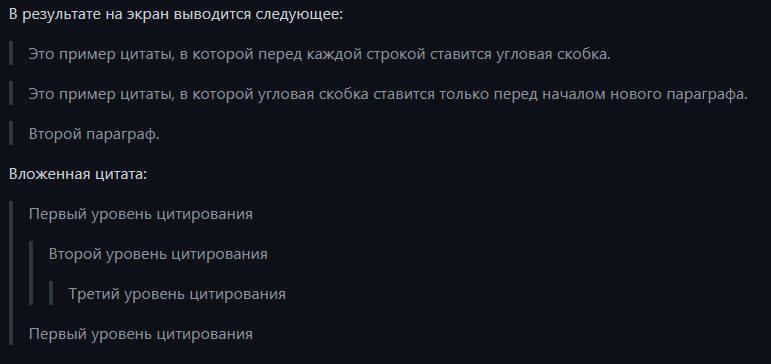 В результате на экран выводится следующее:
Это пример цитаты, в которой перед каждой строкой ставится угловая скобка.
Это пример цитаты, в которой угловая скобка ставится только перед началом нового параграфа.
Второй параграф.
Вложенная цитата:
Первый уровень цитирования
Второй уровень цитирования
Третий уровень цитирования
Первый уровень цитирования